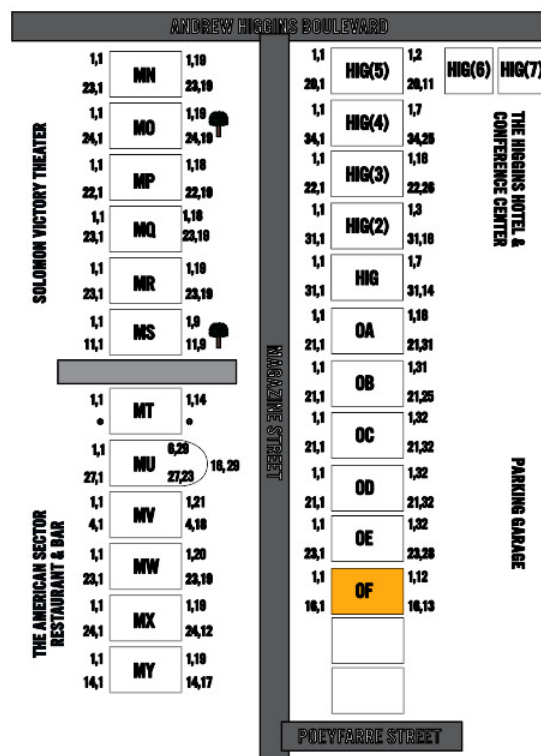 ANDREW HIGGINS BOULEVARD
SOLOMON VICTORY THEATER
1,1 1,19
MN
23,1 23,19
1,1 1,19
MO
24,1 24,19
1,1 1,18
MP
22,1 22,19
1,1 1,18
MQ
23,1 23,19
1,1 1,19
MR
23,1 23,19
1,1 1,9
MS
11,1 11,9
THE AMERICAN SECTOR
RESTAURANT & BAR
1,1 1,14
MT
1,1 6,29
MU 16,29
27,1 27,23
1,1 1,21
MV
4,1 4,18
1,1 1,20
MW
23,1 23,19
1,1 1,19
MX
24,1 24,12
1,1 1,19
MY
14,1 14,17
MAGAZINE STREET
1,1 1,2
HIG(5) HIG(6) HIG(7)
20,1 20,11
1,1 1,7
HIG(4)
34,1 34,25
1,1 1,16
HIG(3)
22,1 22,26
1,1 1,3
HIG(2)
31,1 31,16
1,1 1,7
HIG
31,1 31,14
1,1 1,16
OA
21,1 21,31
1,1 1,31
OB
21,1 21,25
1,1 1,32
OC
21,1 21,32
1,1 1,32
OD
21,1 21,32
1,1 1,32
OE
23,1 23,28
1,1 1,12
OF
16,1 16,13
THE HIGGINS HOTEL &
CONFERENCE CENTER
PARKING GARAGE
POEYFARRE STREET